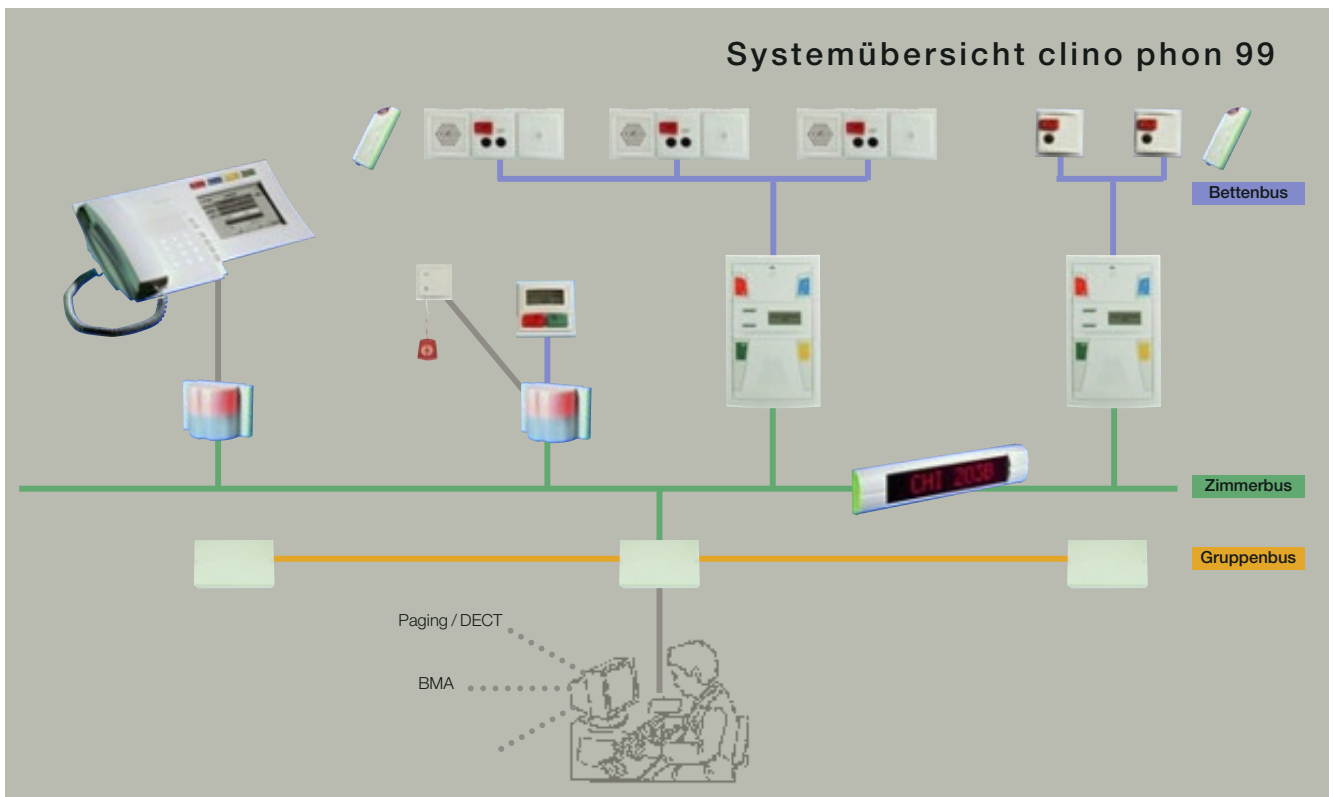 Systemübersicht clino phon 99
Bettenbus
CHI 2038
Zimmerbus
Gruppenbus
Paging / DECT
BMA